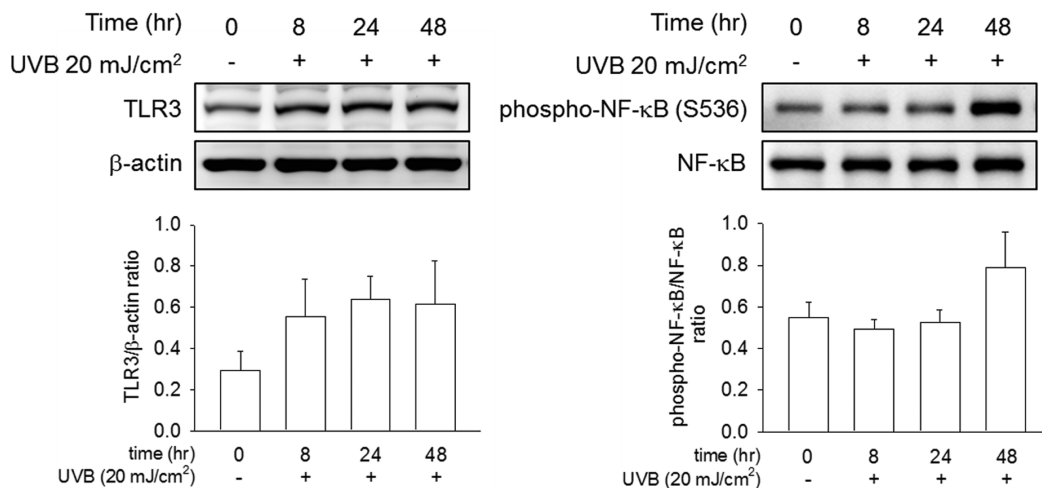 Time (hr) 0 8 24 48
UVB 20 mJ/cm² - + + +
TLR3
β-actin
1.0
0.8
0.6
0.4
0.2
0.0
TLR3/β-actin ratio
time (hr) 0 8 24 48
UVB (20 mJ/cm²) - + + +
Time (hr) 0 8 24 48
UVB 20 mJ/cm² - + + +
phospho-NF-κB (S536)
NF-κB
1.0
0.8
0.6
0.4
0.2
0.0
phospho-NF-κB/NF-κB
ratio
time (hr) 0 8 24 48
UVB (20 mJ/cm²) - + + +